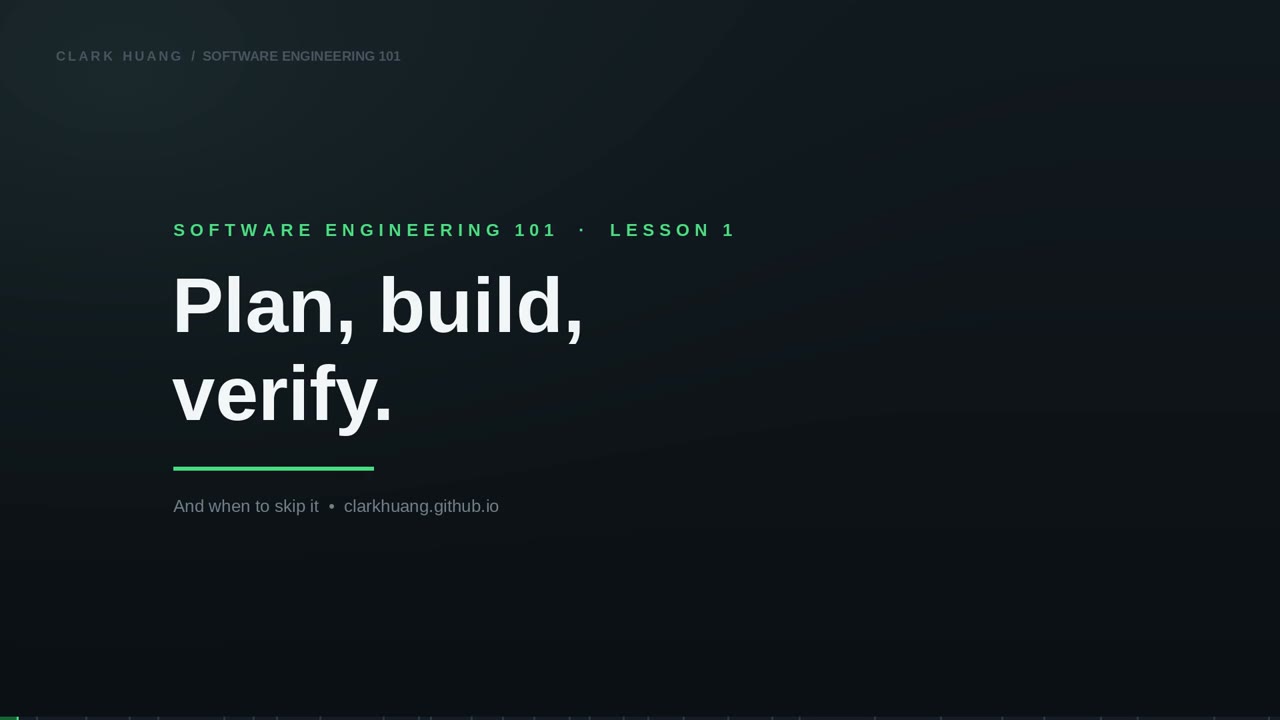 CLARK HUANG / SOFTWARE ENGINEERING 101
SOFTWARE ENGINEERING 101 · LESSON 1
Plan, build,
verify.
And when to skip it • clarkhuang.github.io